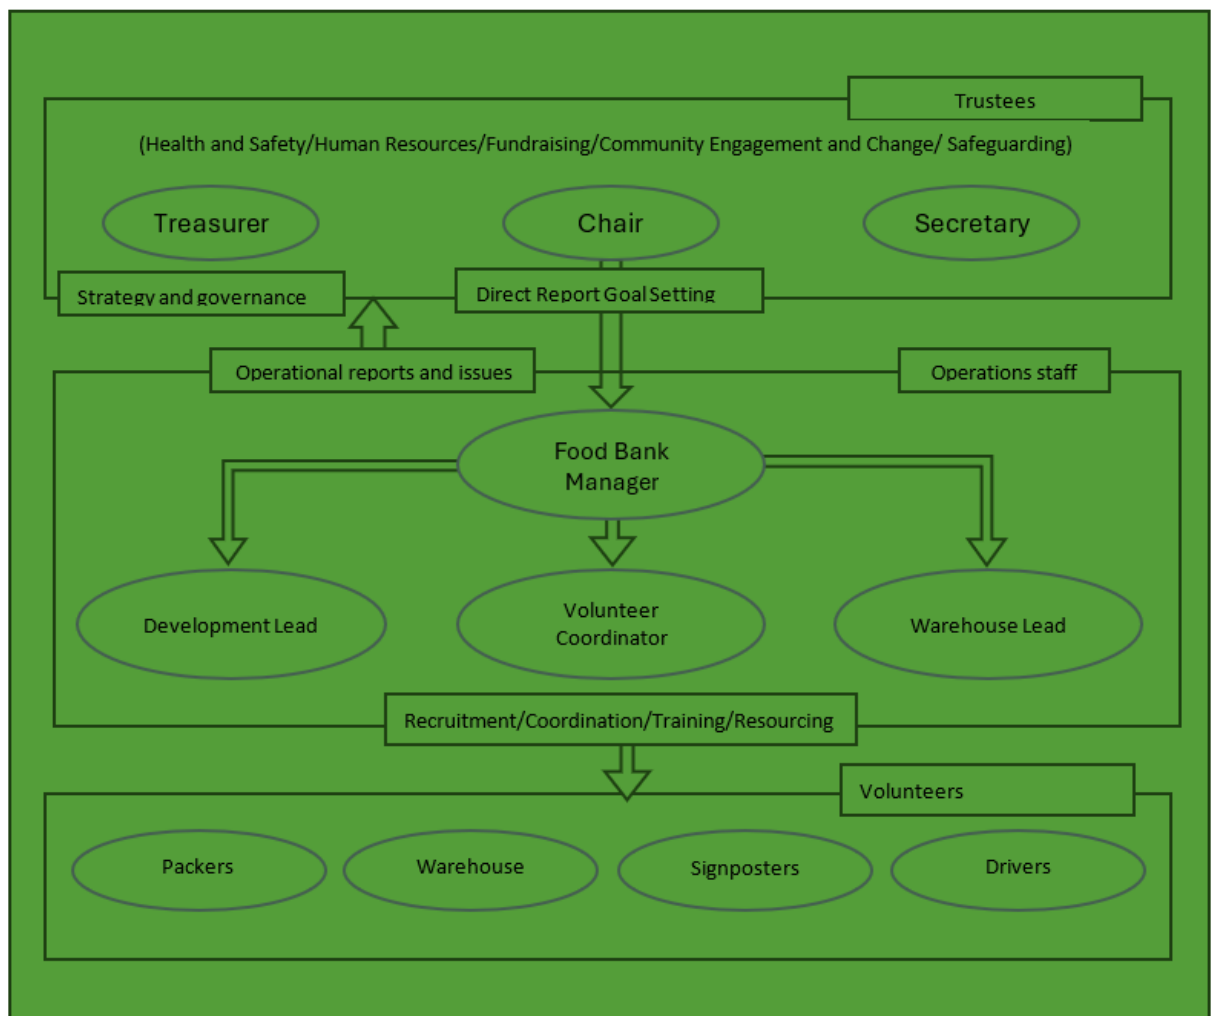 Trustees
(Health and Safety/Human Resources/Fundraising/Community Engagement and Change/ Safeguarding)
Treasurer
Chair
Secretary
Strategy and governance
Direct Report Goal Setting
Operational reports and issues
Operations staff
Food Bank
Manager
Development Lead
Volunteer
Coordinator
Warehouse Lead
Recruitment/Coordination/Training/Resourcing
Volunteers
Packers
Warehouse
Signposters
Drivers